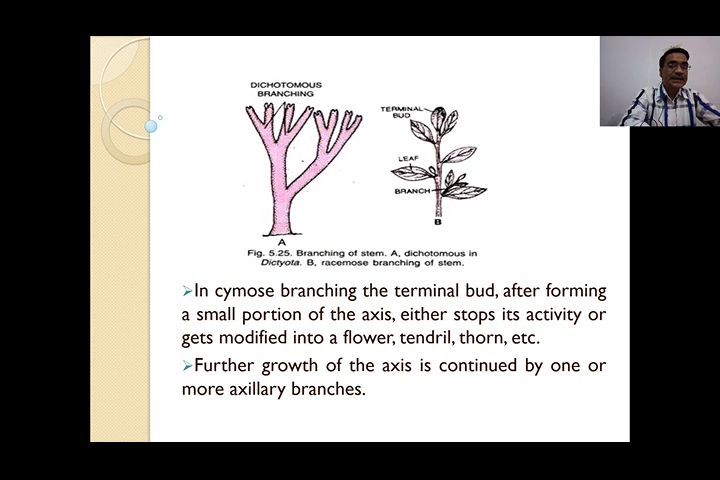 DICHOTOMOUS
BRANCHING
TERMINAL
BUD
LEAF
BRANCH
A
B
Fig. 5.25. Branching of stem. A, dichotomous in
Dictyota. B, racemose branching of stem.
➢In cymose branching the terminal bud, after forming
a small portion of the axis, either stops its activity or
gets modified into a flower, tendril, thorn, etc.
➢Further growth of the axis is continued by one or
more axillary branches.